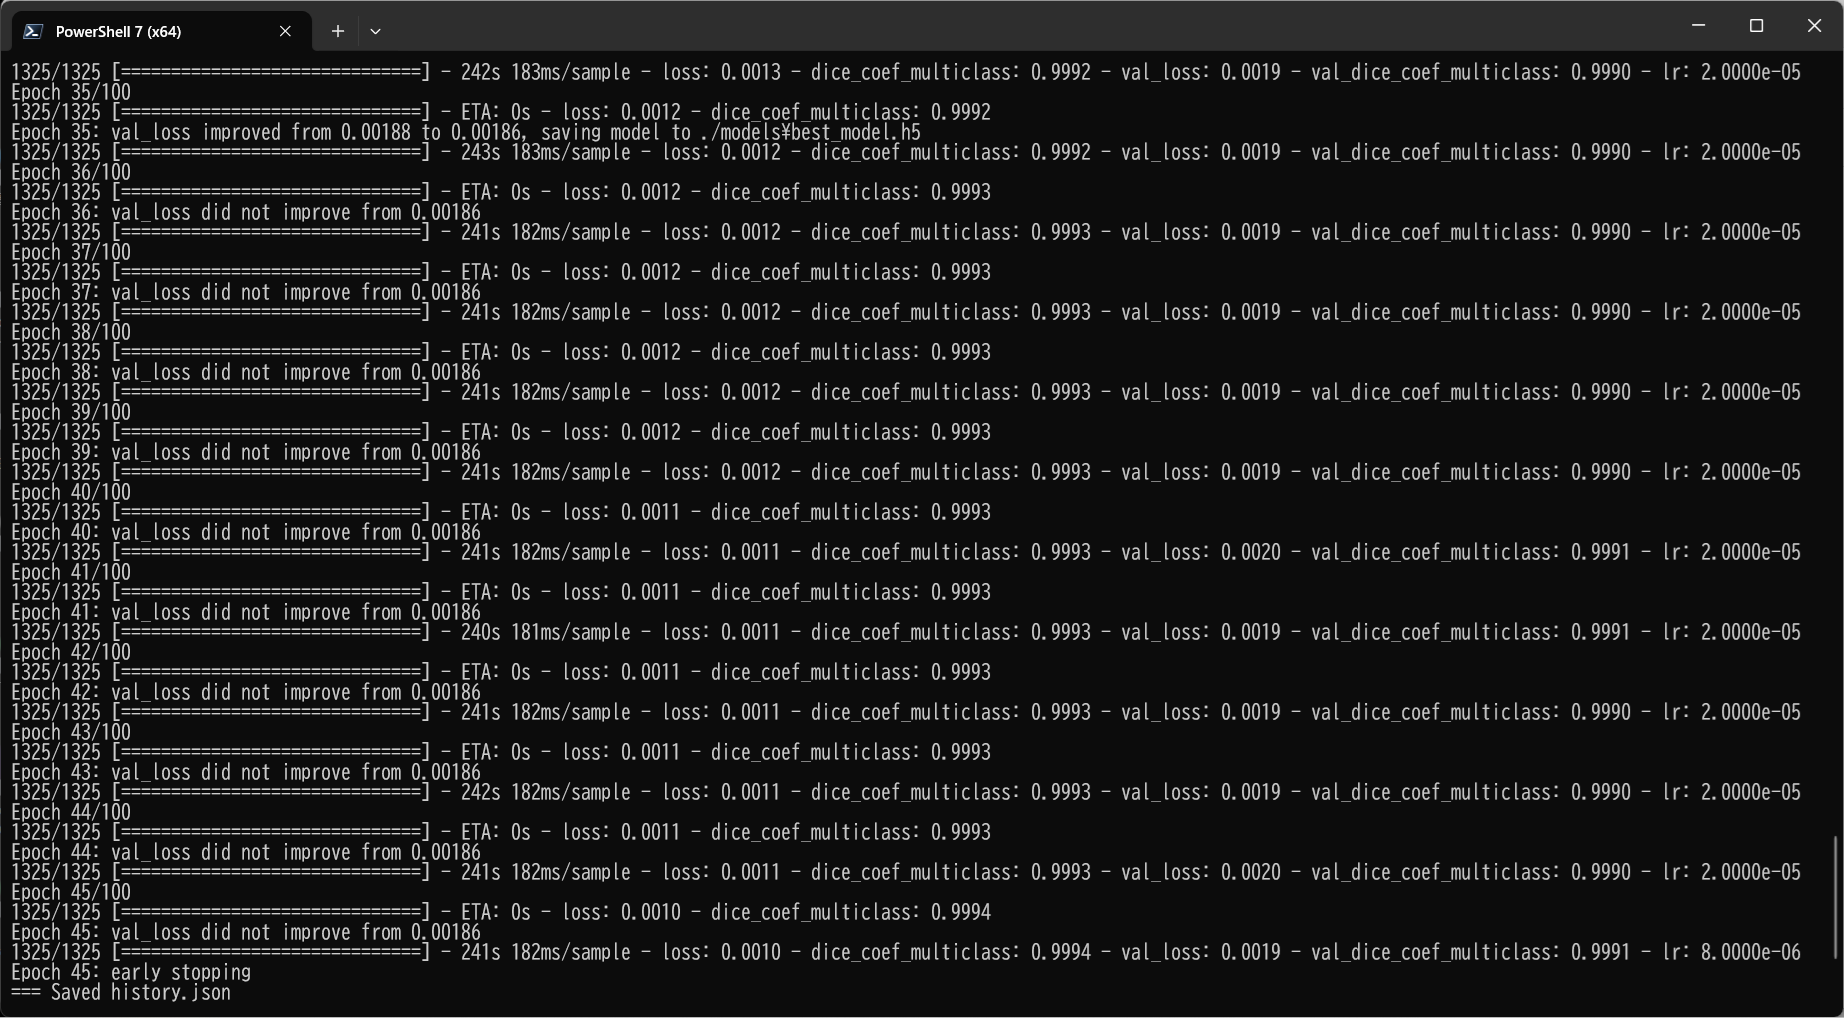 PowerShell 7 (x64)
1325/1325 [==============================] - 242s 183ms/sample - loss: 0.0013 - dice_coef_multiclass: 0.9992 - val_loss: 0.0019 - val_dice_coef_multiclass: 0.9990 - lr: 2.0000e-05
Epoch 35/100
1325/1325 [==============================] - ETA: 0s - loss: 0.0012 - dice_coef_multiclass: 0.9992
Epoch 35: val_loss improved from 0.00188 to 0.00186, saving model to ./models¥best_model.h5
1325/1325 [==============================] - 243s 183ms/sample - loss: 0.0012 - dice_coef_multiclass: 0.9992 - val_loss: 0.0019 - val_dice_coef_multiclass: 0.9990 - lr: 2.0000e-05
Epoch 36/100
1325/1325 [==============================] - ETA: 0s - loss: 0.0012 - dice_coef_multiclass: 0.9993
Epoch 36: val_loss did not improve from 0.00186
1325/1325 [==============================] - 241s 182ms/sample - loss: 0.0012 - dice_coef_multiclass: 0.9993 - val_loss: 0.0019 - val_dice_coef_multiclass: 0.9990 - lr: 2.0000e-05
Epoch 37/100
1325/1325 [==============================] - ETA: 0s - loss: 0.0012 - dice_coef_multiclass: 0.9993
Epoch 37: val_loss did not improve from 0.00186
1325/1325 [==============================] - 241s 182ms/sample - loss: 0.0012 - dice_coef_multiclass: 0.9993 - val_loss: 0.0019 - val_dice_coef_multiclass: 0.9990 - lr: 2.0000e-05
Epoch 38/100
1325/1325 [==============================] - ETA: 0s - loss: 0.0012 - dice_coef_multiclass: 0.9993
Epoch 38: val_loss did not improve from 0.00186
1325/1325 [==============================] - 241s 182ms/sample - loss: 0.0012 - dice_coef_multiclass: 0.9993 - val_loss: 0.0019 - val_dice_coef_multiclass: 0.9990 - lr: 2.0000e-05
Epoch 39/100
1325/1325 [==============================] - ETA: 0s - loss: 0.0012 - dice_coef_multiclass: 0.9993
Epoch 39: val_loss did not improve from 0.00186
1325/1325 [==============================] - 241s 182ms/sample - loss: 0.0012 - dice_coef_multiclass: 0.9993 - val_loss: 0.0019 - val_dice_coef_multiclass: 0.9990 - lr: 2.0000e-05
Epoch 40/100
1325/1325 [==============================] - ETA: 0s - loss: 0.0011 - dice_coef_multiclass: 0.9993
Epoch 40: val_loss did not improve from 0.00186
1325/1325 [==============================] - 241s 182ms/sample - loss: 0.0011 - dice_coef_multiclass: 0.9993 - val_loss: 0.0020 - val_dice_coef_multiclass: 0.9991 - lr: 2.0000e-05
Epoch 41/100
1325/1325 [==============================] - ETA: 0s - loss: 0.0011 - dice_coef_multiclass: 0.9993
Epoch 41: val_loss did not improve from 0.00186
1325/1325 [==============================] - 240s 181ms/sample - loss: 0.0011 - dice_coef_multiclass: 0.9993 - val_loss: 0.0019 - val_dice_coef_multiclass: 0.9991 - lr: 2.0000e-05
Epoch 42/100
1325/1325 [==============================] - ETA: 0s - loss: 0.0011 - dice_coef_multiclass: 0.9993
Epoch 42: val_loss did not improve from 0.00186
1325/1325 [==============================] - 241s 182ms/sample - loss: 0.0011 - dice_coef_multiclass: 0.9993 - val_loss: 0.0019 - val_dice_coef_multiclass: 0.9990 - lr: 2.0000e-05
Epoch 43/100
1325/1325 [==============================] - ETA: 0s - loss: 0.0011 - dice_coef_multiclass: 0.9993
Epoch 43: val_loss did not improve from 0.00186
1325/1325 [==============================] - 242s 182ms/sample - loss: 0.0011 - dice_coef_multiclass: 0.9993 - val_loss: 0.0019 - val_dice_coef_multiclass: 0.9990 - lr: 2.0000e-05
Epoch 44/100
1325/1325 [==============================] - ETA: 0s - loss: 0.0011 - dice_coef_multiclass: 0.9993
Epoch 44: val_loss did not improve from 0.00186
1325/1325 [==============================] - 241s 182ms/sample - loss: 0.0011 - dice_coef_multiclass: 0.9993 - val_loss: 0.0020 - val_dice_coef_multiclass: 0.9990 - lr: 2.0000e-05
Epoch 45/100
1325/1325 [==============================] - ETA: 0s - loss: 0.0010 - dice_coef_multiclass: 0.9994
Epoch 45: val_loss did not improve from 0.00186
1325/1325 [==============================] - 241s 182ms/sample - loss: 0.0010 - dice_coef_multiclass: 0.9994 - val_loss: 0.0019 - val_dice_coef_multiclass: 0.9991 - lr: 8.0000e-06
Epoch 45: early stopping
=== Saved history.json